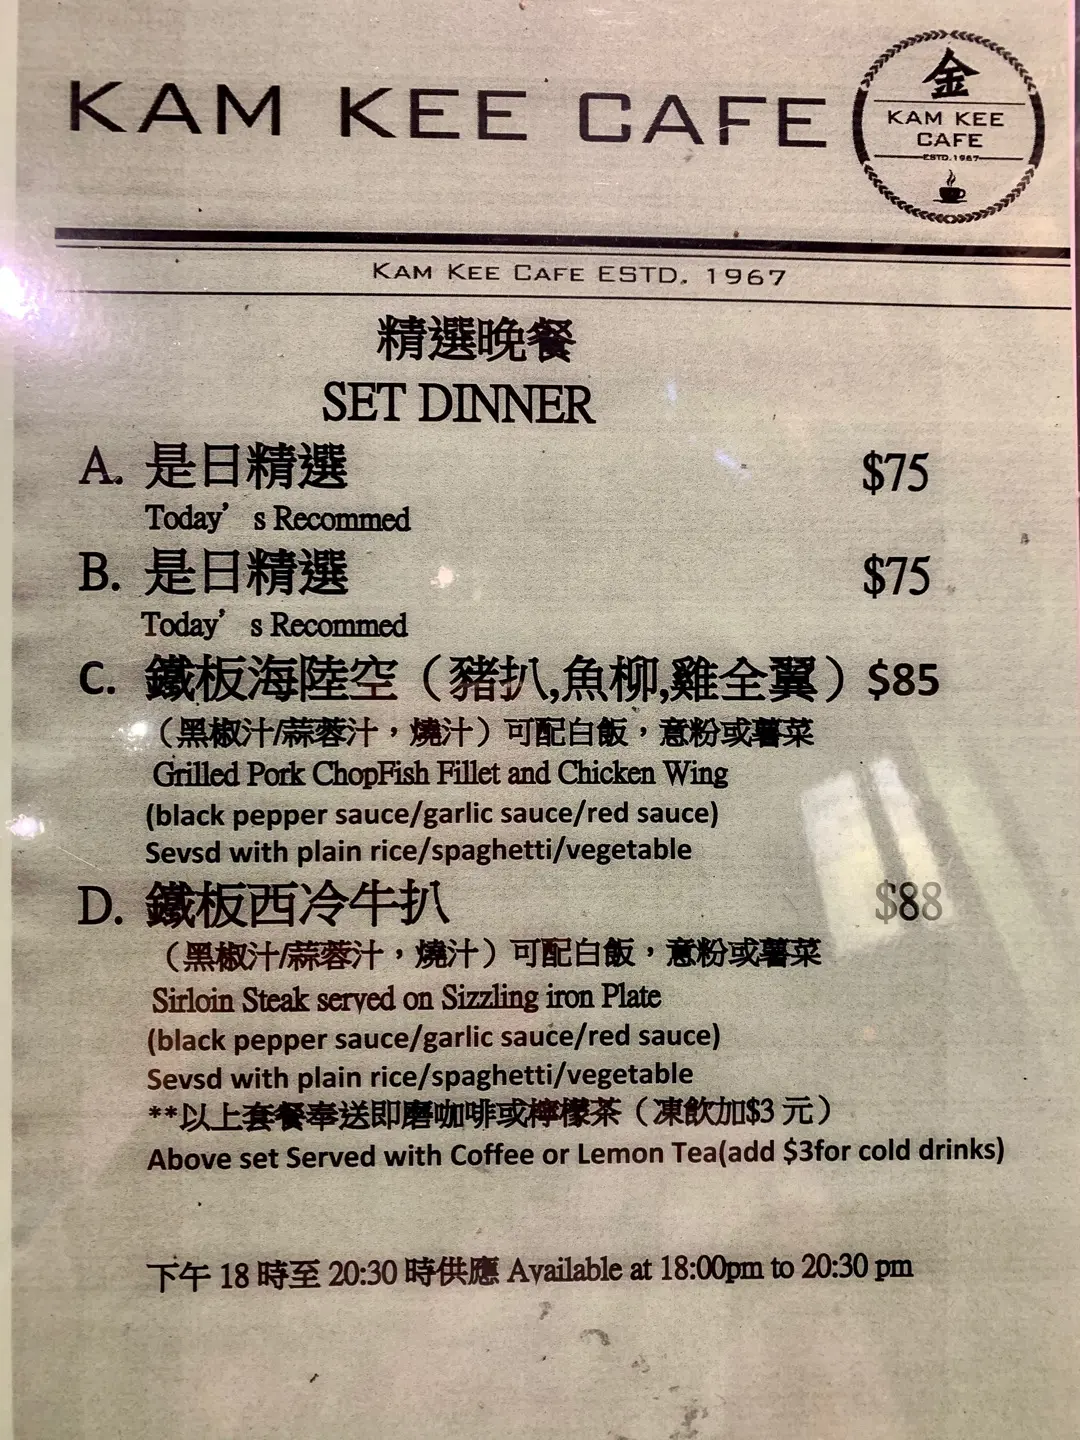 KAM KEE CAFE
金
KAM KEE
CAFE
ESTD.1967
KAM KEE CAFE ESTD. 1967
精選晚餐
SET DINNER
A. 是日精選 $75
Today’s Recommed
B. 是日精選 $75
Today’s Recommed
C. 鐵板海陸空（豬扒,魚柳,雞全翼）$85
（黑椒汁/蒜蓉汁，燒汁）可配白飯，意粉或薯菜
Grilled Pork ChopFish Fillet and Chicken Wing
(black pepper sauce/garlic sauce/red sauce)
Sevsd with plain rice/spaghetti/vegetable
D. 鐵板西冷牛扒 $88
（黑椒汁/蒜蓉汁，燒汁）可配白飯，意粉或薯菜
Sirloin Steak served on Sizzling iron Plate
(black pepper sauce/garlic sauce/red sauce)
Sevsd with plain rice/spaghetti/vegetable
**以上套餐奉送即磨咖啡或檸檬茶（凍飲加$3 元）
Above set Served with Coffee or Lemon Tea(add $3for cold drinks)
下午 18 時至 20:30 時供應 Available at 18:00pm to 20:30 pm